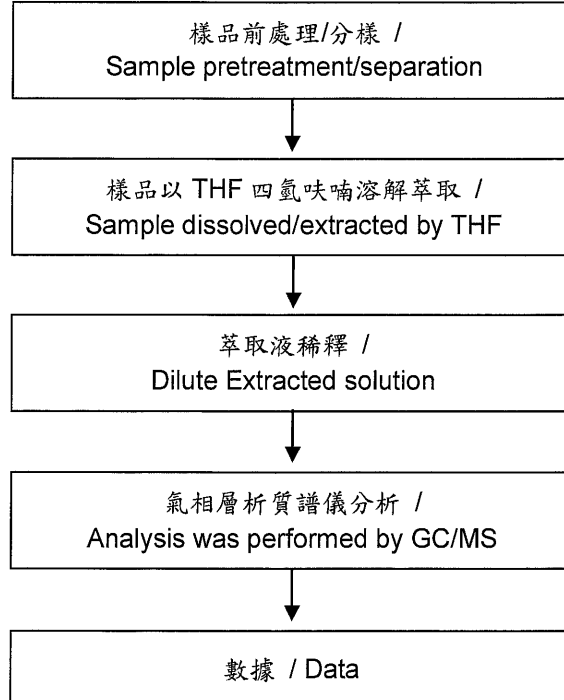 樣品前處理/分樣 /
Sample pretreatment/separation
樣品以 THF 四氫呋喃溶解萃取 /
Sample dissolved/extracted by THF
萃取液稀釋 /
Dilute Extracted solution
氣相層析質譜儀分析 /
Analysis was performed by GC/MS
數據 / Data